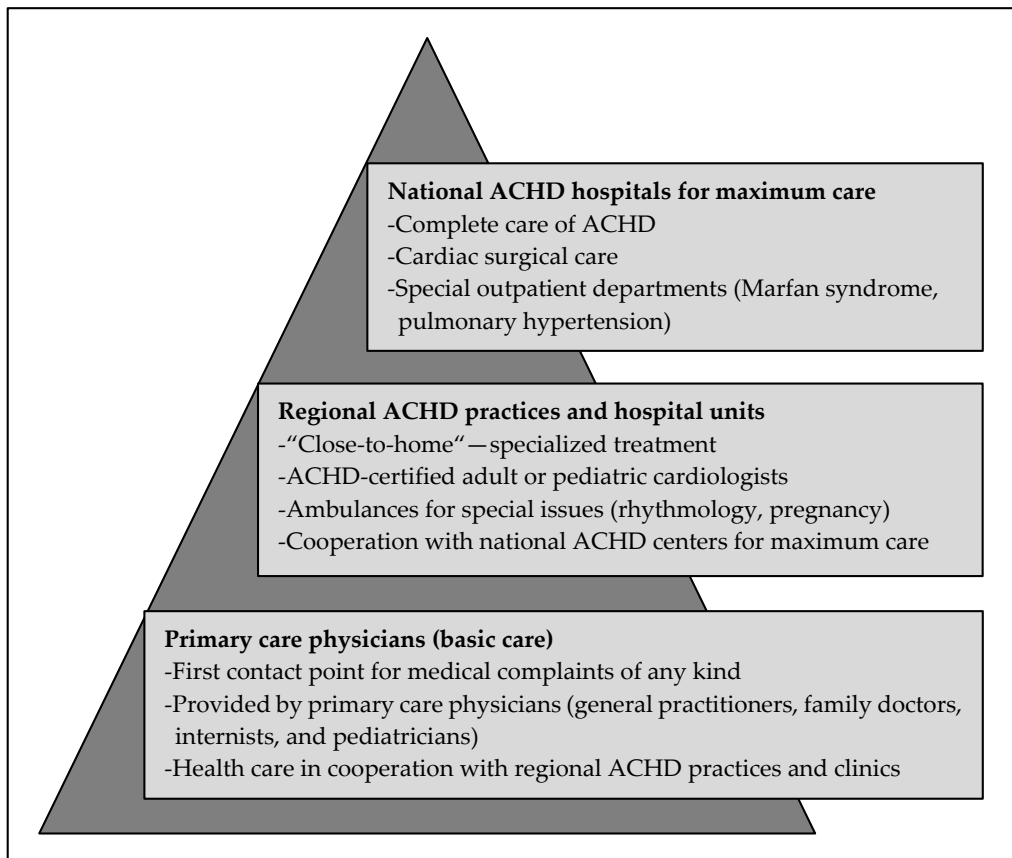 National ACHD hospitals for maximum care
-Complete care of ACHD
-Cardiac surgical care
-Special outpatient departments (Marfan syndrome,
pulmonary hypertension)
Regional ACHD practices and hospital units
-“Close-to-home“—specialized treatment
-ACHD-certified adult or pediatric cardiologists
-Ambulances for special issues (rhythmology, pregnancy)
-Cooperation with national ACHD centers for maximum care
Primary care physicians (basic care)
-First contact point for medical complaints of any kind
-Provided by primary care physicians (general practitioners, family doctors,
internists, and pediatricians)
-Health care in cooperation with regional ACHD practices and clinics